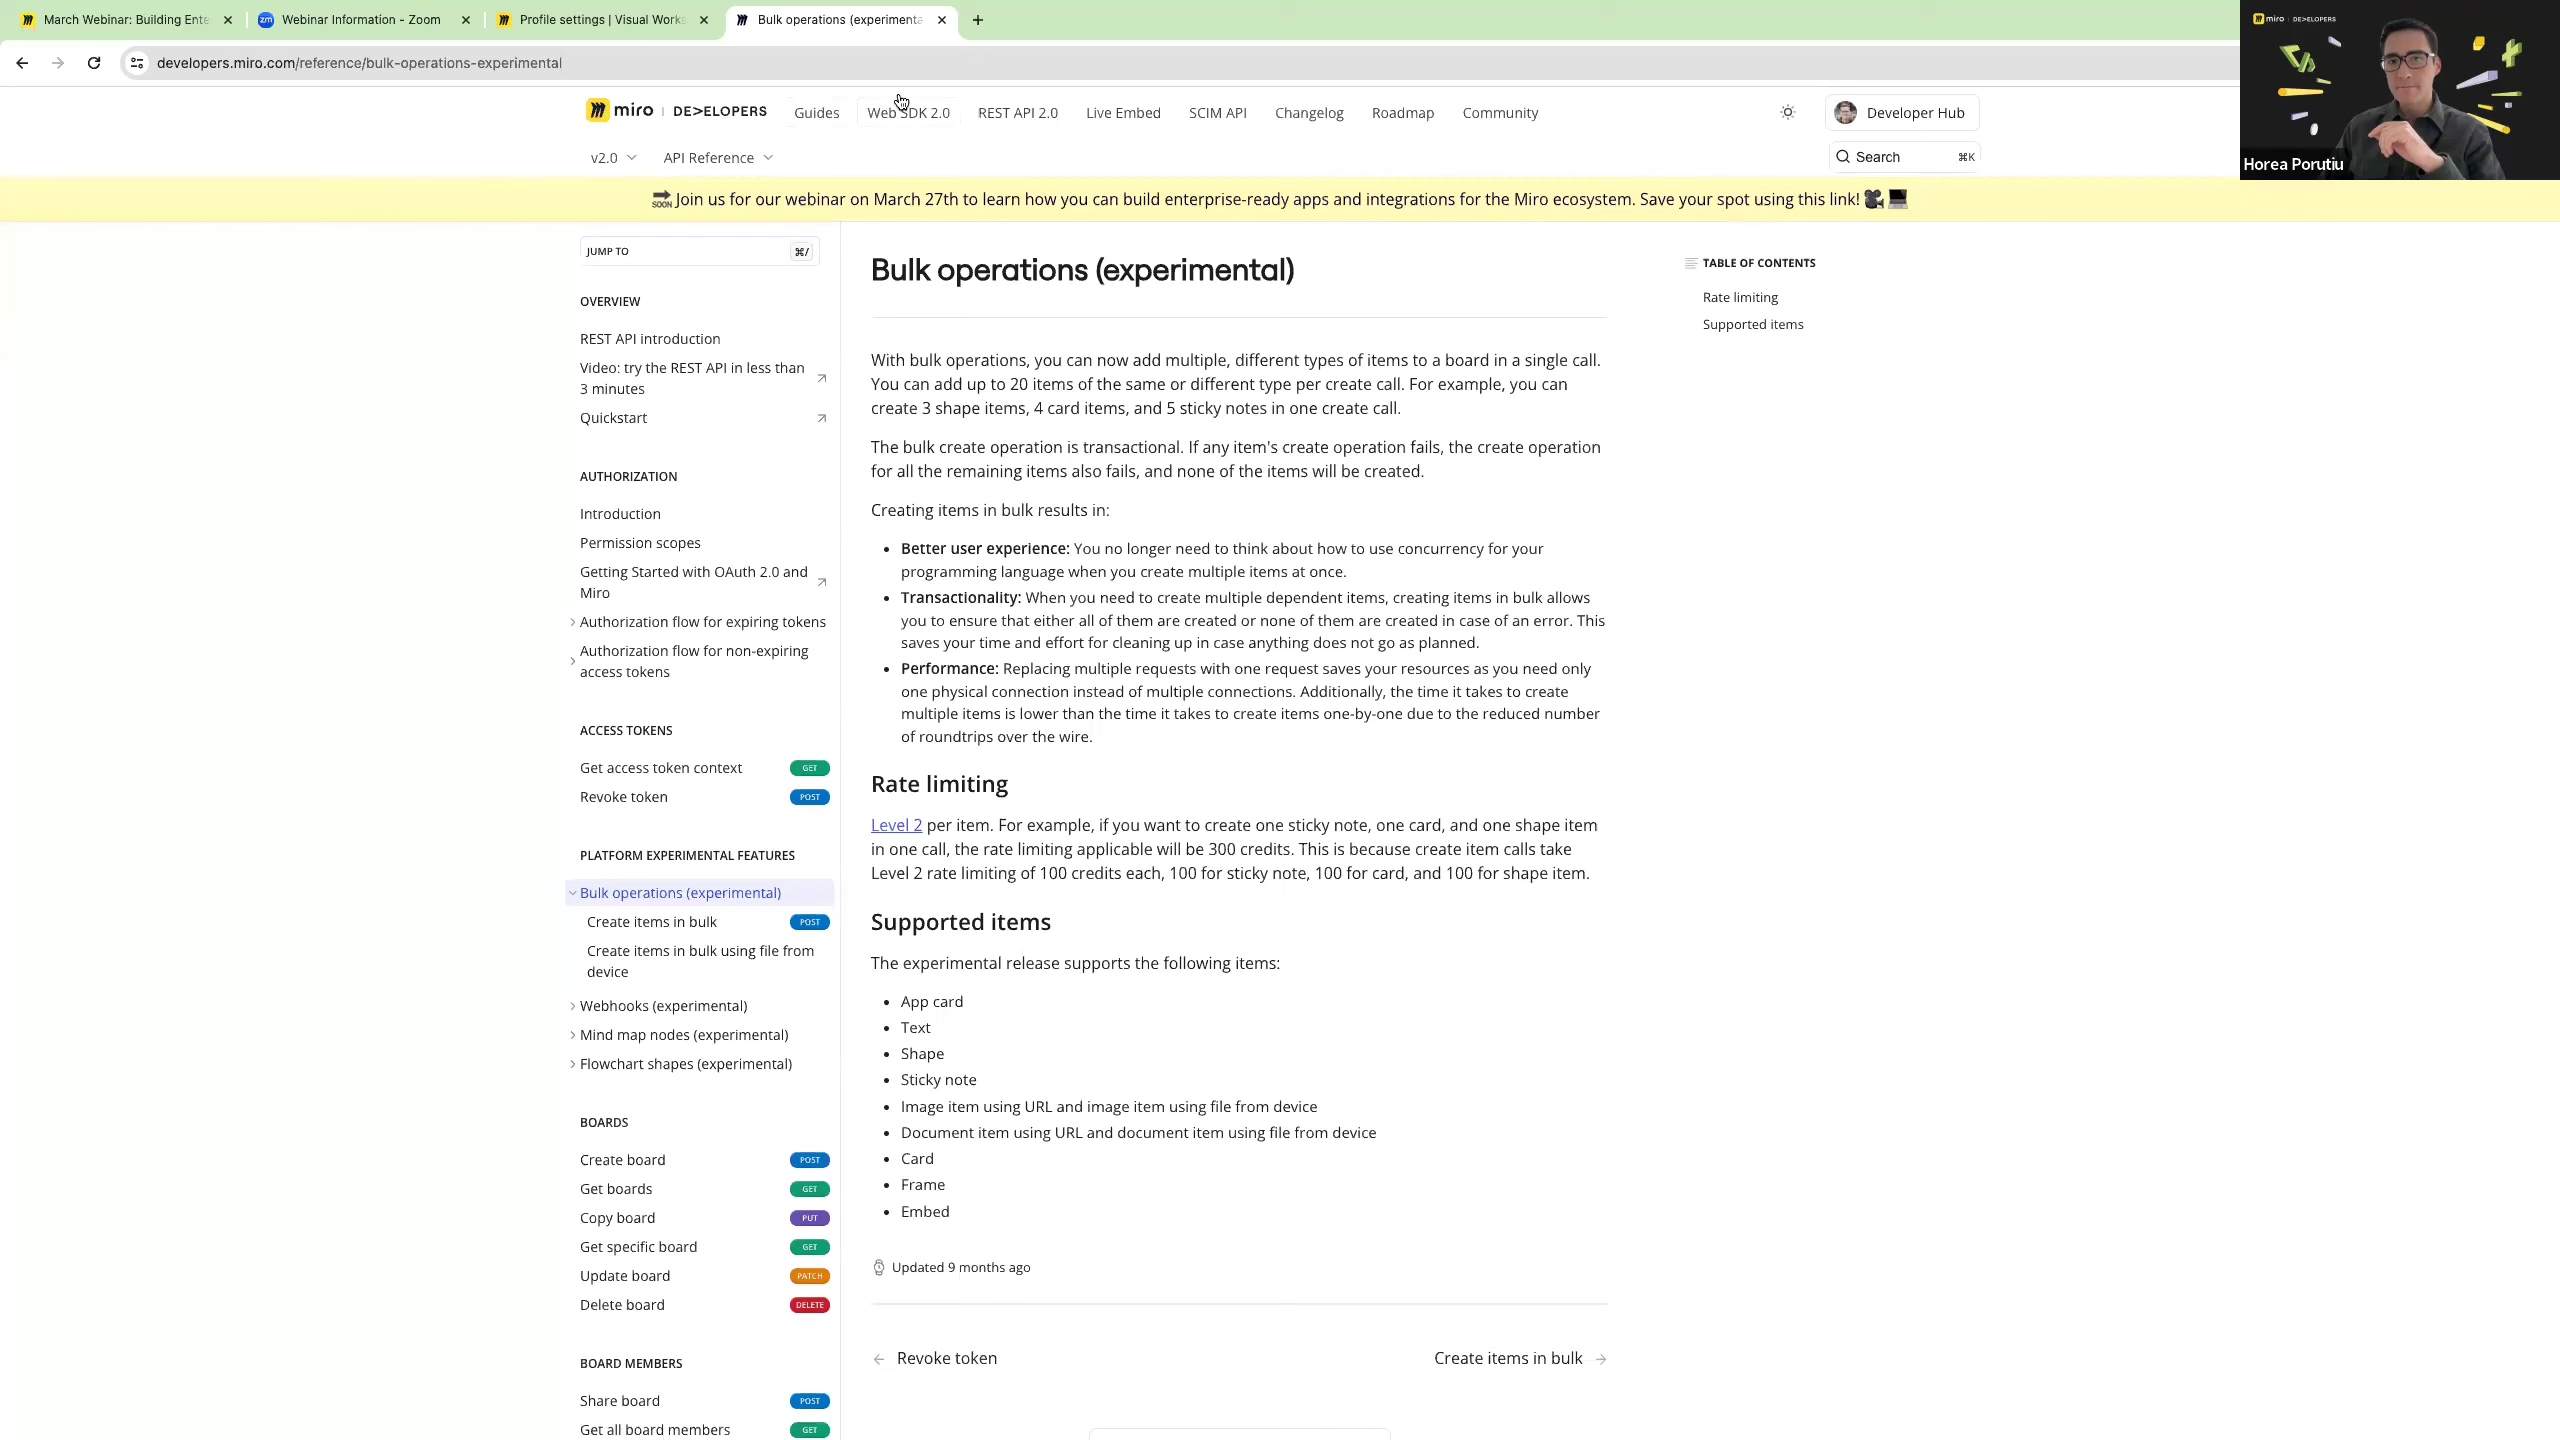 March Webinar: Building Ente
Webinar Information - Zoom
Profile settings | Visual Works
Bulk operations (experimenta
developers.miro.com/reference/bulk-operations-experimental
miro | DE>ELOPERS
Horea Porutiu
miro | DE>ELOPERS
Guides
Web SDK 2.0
REST API 2.0
Live Embed
SCIM API
Changelog
Roadmap
Community
Developer Hub
v2.0
API Reference
Search
⌘K
SOON Join us for our webinar on March 27th to learn how you can build enterprise-ready apps and integrations for the Miro ecosystem. Save your spot using this link!
JUMP TO
⌘/
OVERVIEW
REST API introduction
Video: try the REST API in less than
3 minutes
Quickstart
AUTHORIZATION
Introduction
Permission scopes
Getting Started with OAuth 2.0 and
Miro
Authorization flow for expiring tokens
Authorization flow for non-expiring
access tokens
ACCESS TOKENS
Get access token context GET
Revoke token POST
PLATFORM EXPERIMENTAL FEATURES
Bulk operations (experimental)
Create items in bulk POST
Create items in bulk using file from
device
Webhooks (experimental)
Mind map nodes (experimental)
Flowchart shapes (experimental)
BOARDS
Create board POST
Get boards GET
Copy board PUT
Get specific board GET
Update board PATCH
Delete board DELETE
BOARD MEMBERS
Share board POST
Get all board members GET
Bulk operations (experimental)
With bulk operations, you can now add multiple, different types of items to a board in a single call.
You can add up to 20 items of the same or different type per create call. For example, you can
create 3 shape items, 4 card items, and 5 sticky notes in one create call.
The bulk create operation is transactional. If any item's create operation fails, the create operation
for all the remaining items also fails, and none of the items will be created.
Creating items in bulk results in:
• Better user experience: You no longer need to think about how to use concurrency for your
programming language when you create multiple items at once.
• Transactionality: When you need to create multiple dependent items, creating items in bulk allows
you to ensure that either all of them are created or none of them are created in case of an error. This
saves your time and effort for cleaning up in case anything does not go as planned.
• Performance: Replacing multiple requests with one request saves your resources as you need only
one physical connection instead of multiple connections. Additionally, the time it takes to create
multiple items is lower than the time it takes to create items one-by-one due to the reduced number
of roundtrips over the wire.
Rate limiting
Level 2 per item. For example, if you want to create one sticky note, one card, and one shape item
in one call, the rate limiting applicable will be 300 credits. This is because create item calls take
Level 2 rate limiting of 100 credits each, 100 for sticky note, 100 for card, and 100 for shape item.
Supported items
The experimental release supports the following items:
• App card
• Text
• Shape
• Sticky note
• Image item using URL and image item using file from device
• Document item using URL and document item using file from device
• Card
• Frame
• Embed
Updated 9 months ago
← Revoke token
Create items in bulk →
TABLE OF CONTENTS
Rate limiting
Supported items